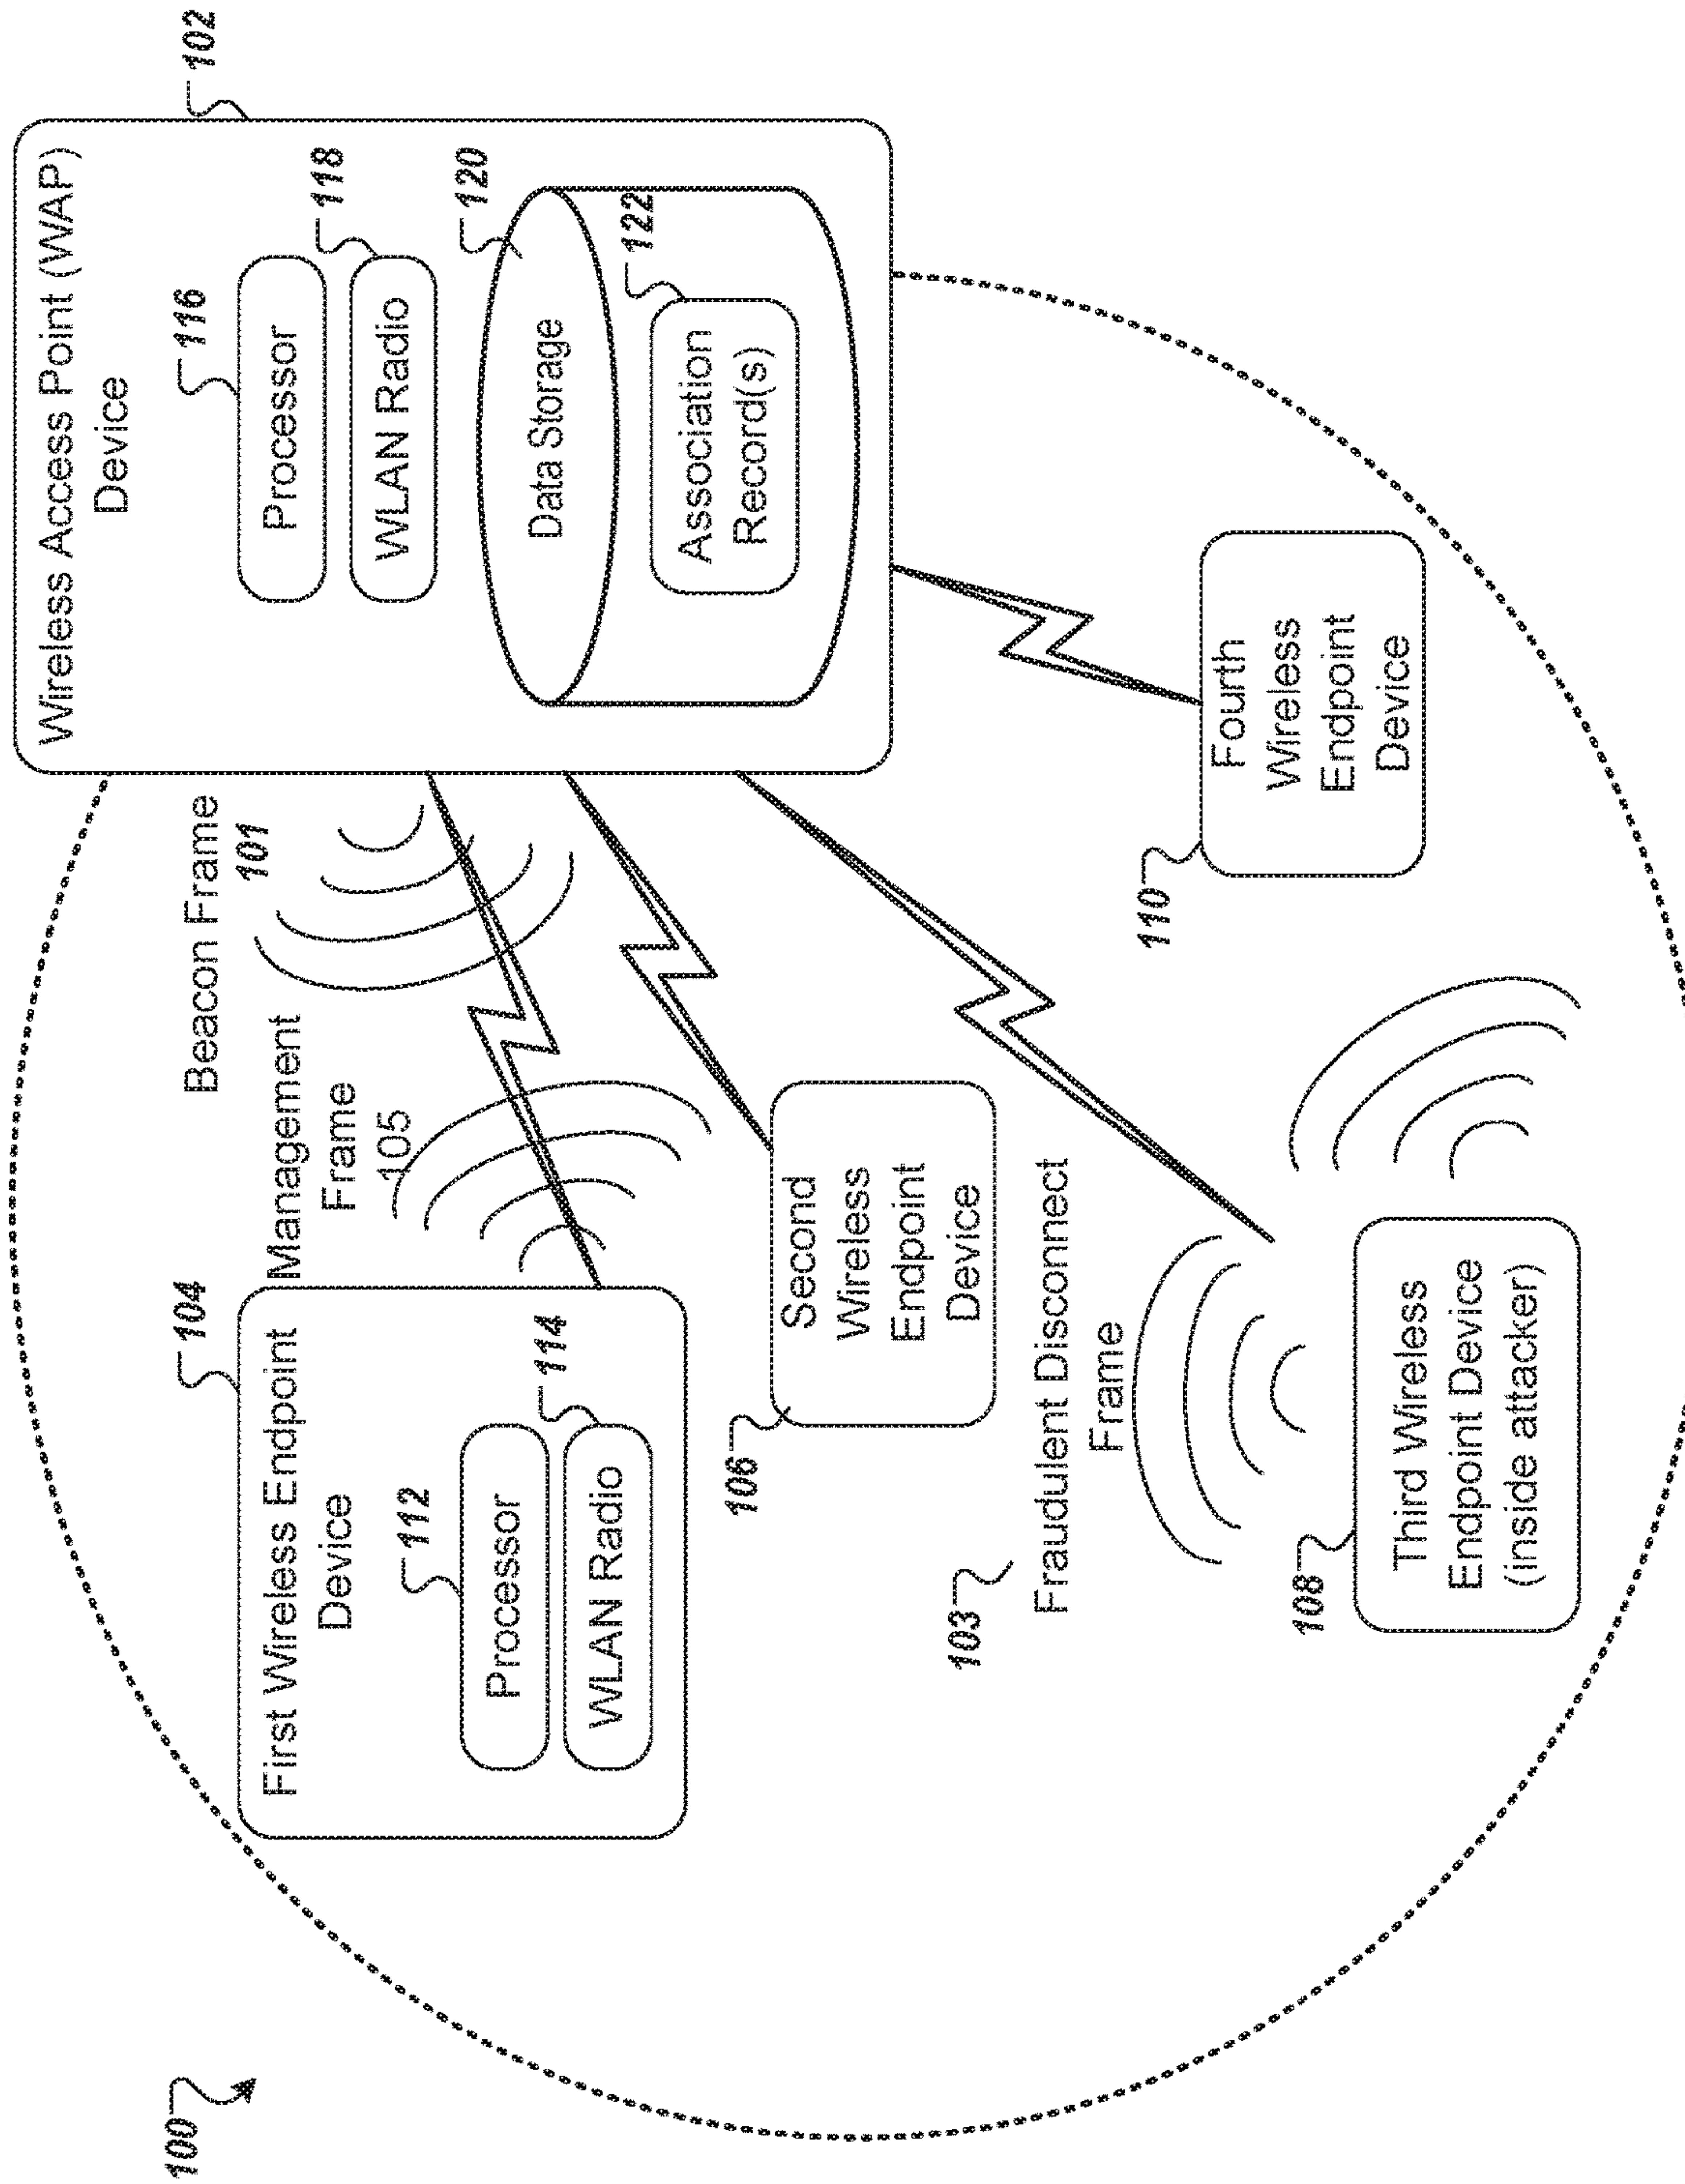 100
102
Wireless Access Point (WAP)
Device
116
Processor
118
WLAN Radio
120
Data Storage
122
Association
Record(s)
Beacon Frame
101
Management
Frame
105
104
First Wireless Endpoint
Device
112
Processor
114
WLAN Radio
106
Second
Wireless
Endpoint
Device
103
Fraudulent Disconnect
Frame
108
Third Wireless
Endpoint Device
(inside attacker)
110
Fourth
Wireless
Endpoint
Device